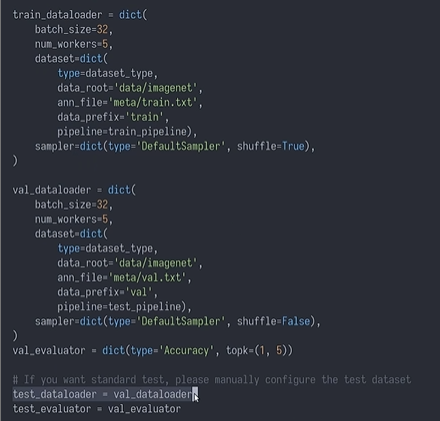 train_dataloader = dict(
    batch_size=32,
    num_workers=5,
    dataset=dict(
        type=dataset_type,
        data_root='data/imagenet',
        ann_file='meta/train.txt',
        data_prefix='train',
        pipeline=train_pipeline),
    sampler=dict(type='DefaultSampler', shuffle=True),
)

val_dataloader = dict(
    batch_size=32,
    num_workers=5,
    dataset=dict(
        type=dataset_type,
        data_root='data/imagenet',
        ann_file='meta/val.txt',
        data_prefix='val',
        pipeline=test_pipeline),
    sampler=dict(type='DefaultSampler', shuffle=False),
)
val_evaluator = dict(type='Accuracy', topk=(1, 5))

# If you want standard test, please manually configure the test dataset
test_dataloader = val_dataloader
test_evaluator = val_evaluator